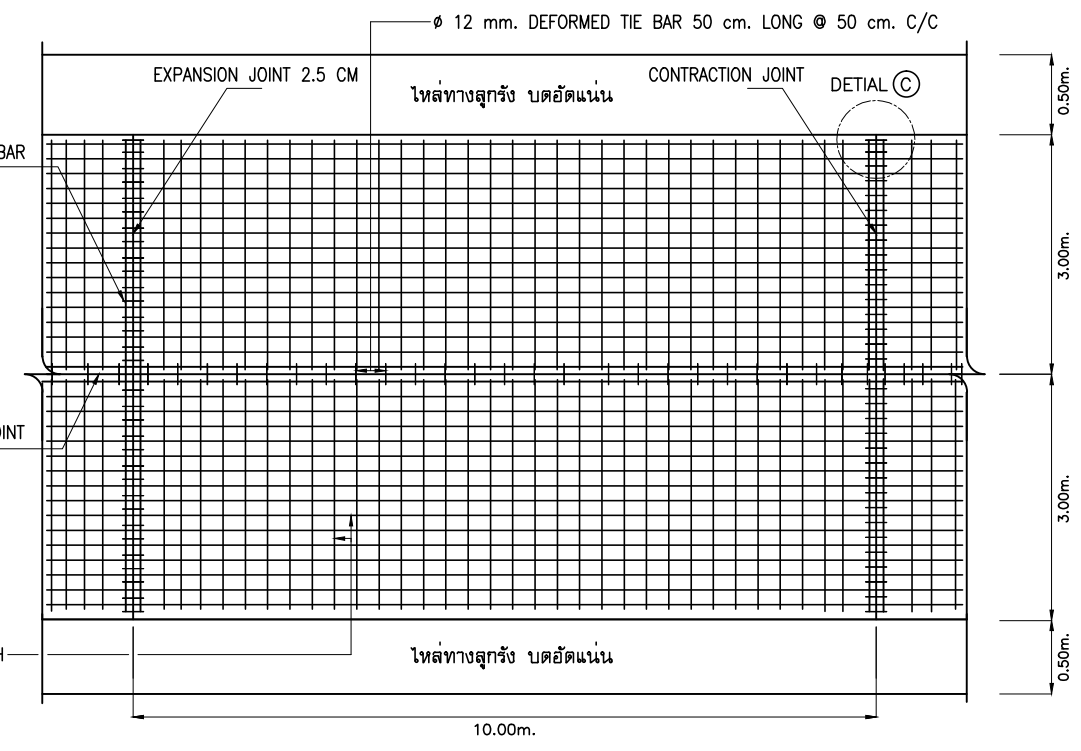 ø 12 mm. DEFORMED TIE BAR 50 cm. LONG @ 50 cm. C/C
EXPANSION JOINT 2.5 CM
CONTRACTION JOINT
DETIAL C
ไหล่ทางลูกรัง บดอัดแน่น
0.50m.
BAR
3.00m.
OINT
3.00m.
H
ไหล่ทางลูกรัง บดอัดแน่น
0.50m.
10.00m.